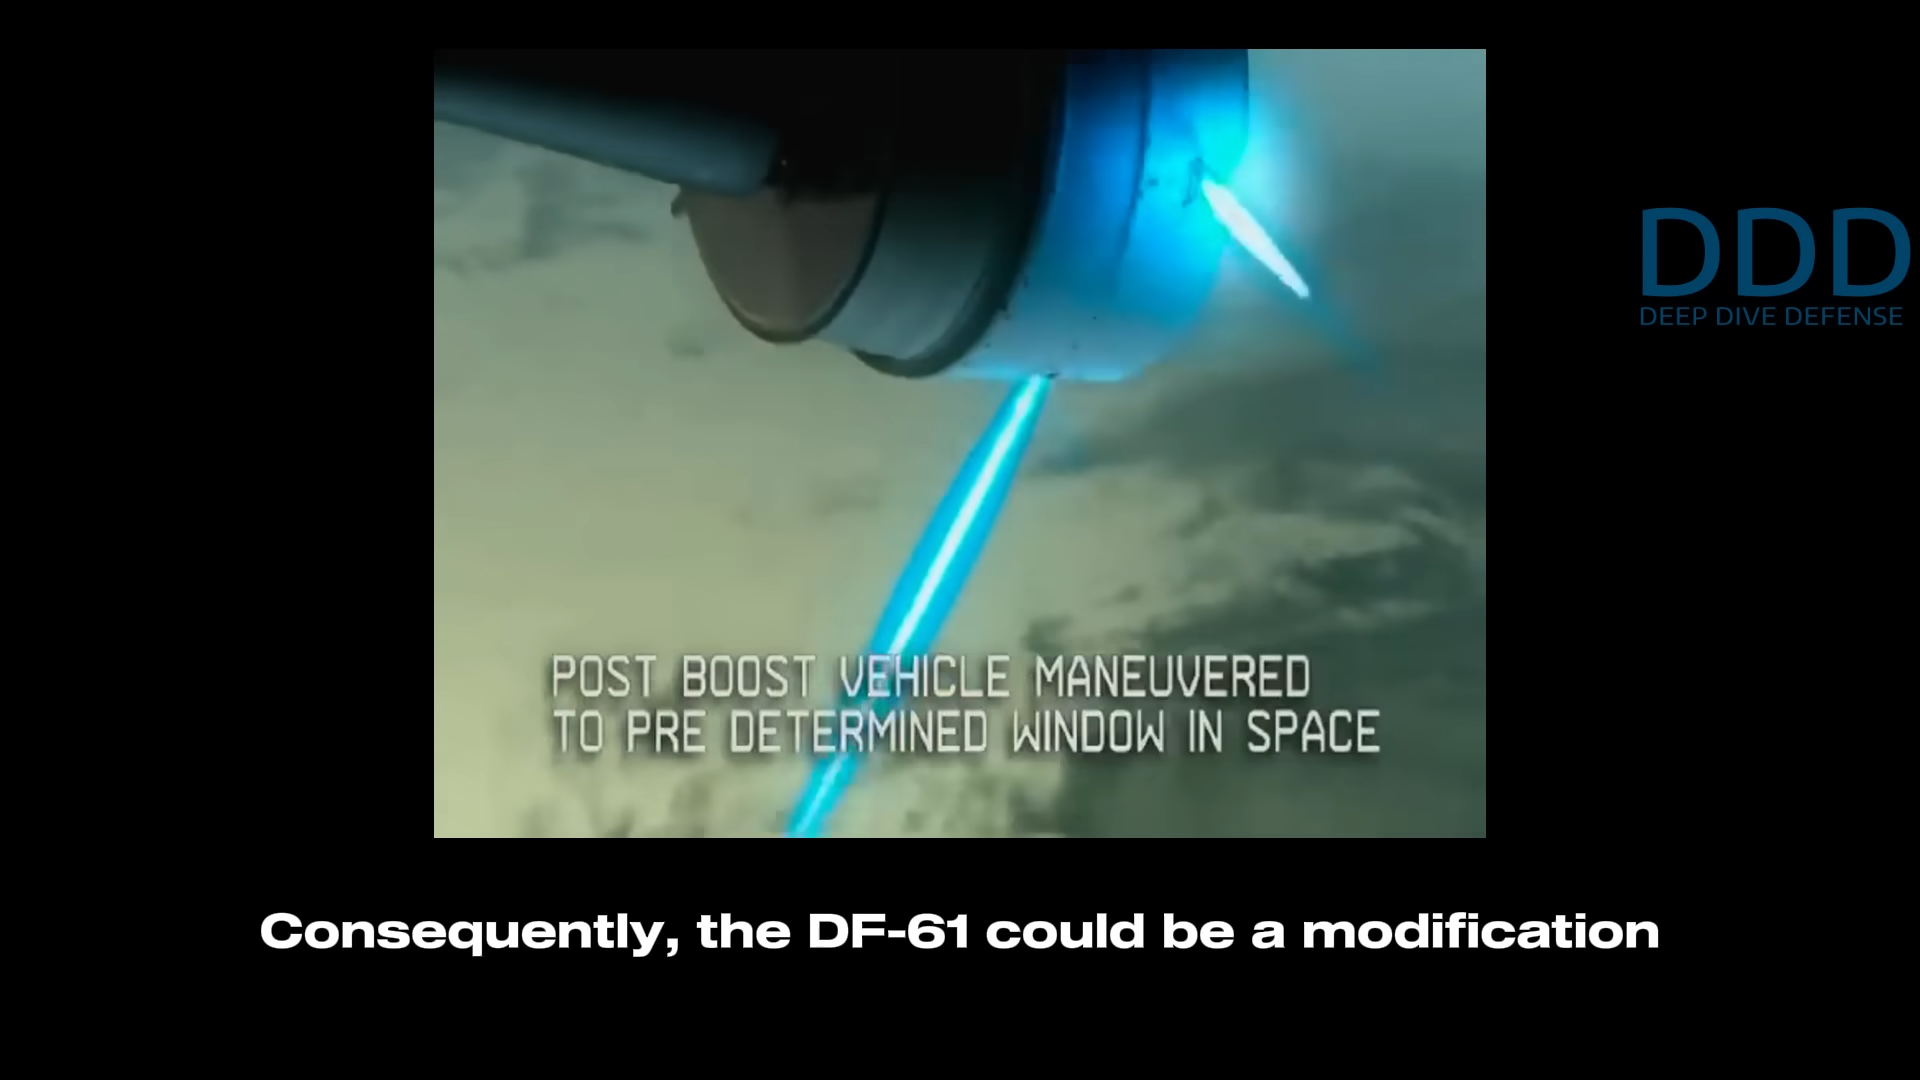 DDD
DEEP DIVE DEFENSE
POST BOOST VEHICLE MANEUVERED
TO PRE DETERMINED WINDOW IN SPACE
Consequently, the DF-61 could be a modification